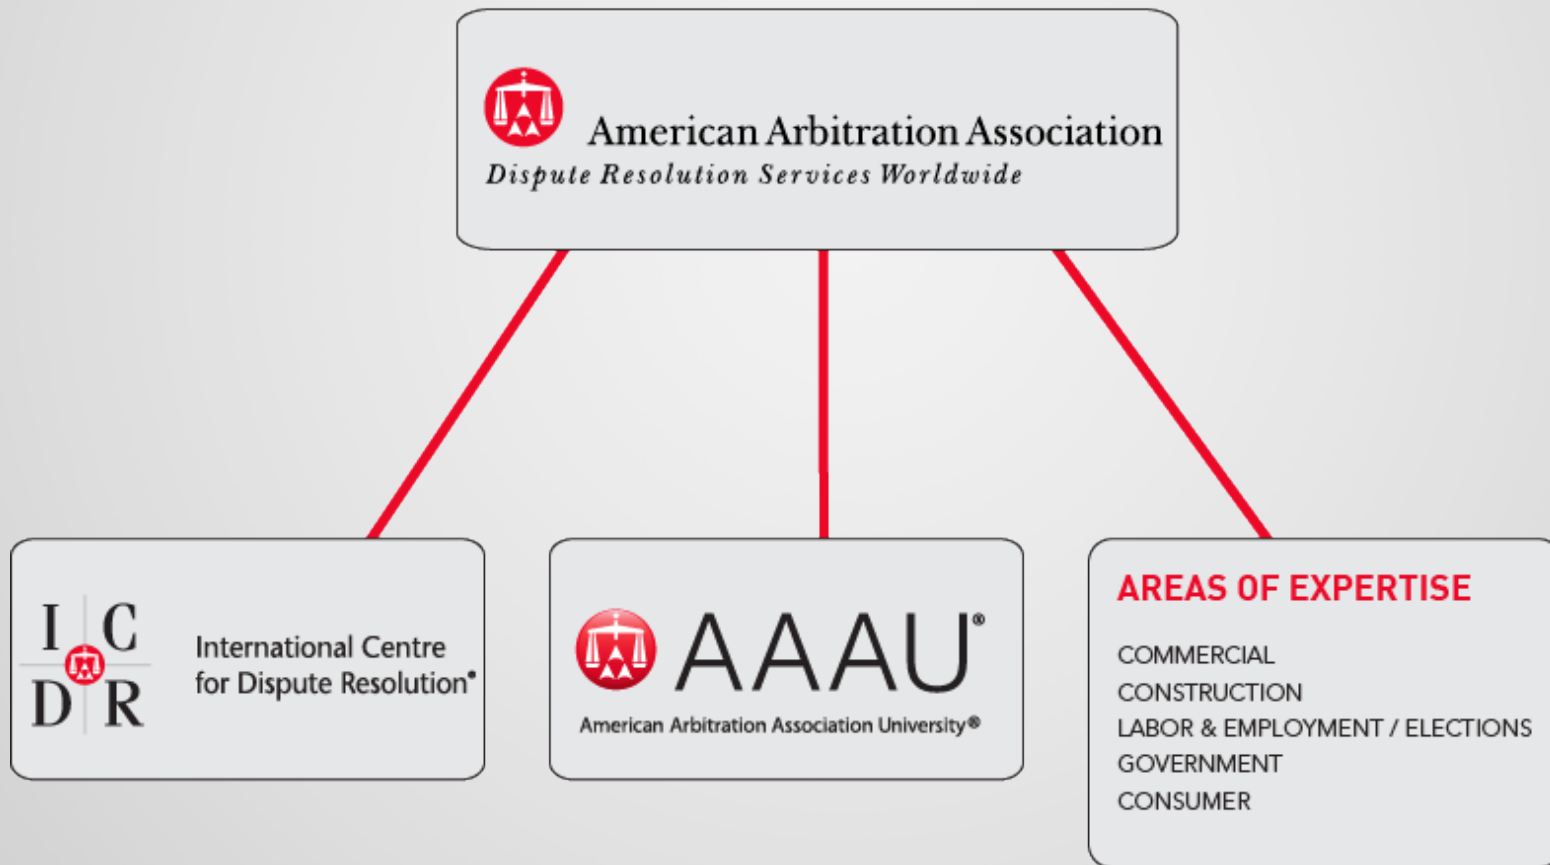 American Arbitration Association
Dispute Resolution Services Worldwide
I C
D R
International Centre
for Dispute Resolution®
AAAU®
American Arbitration Association University®
AREAS OF EXPERTISE
COMMERCIAL
CONSTRUCTION
LABOR & EMPLOYMENT / ELECTIONS
GOVERNMENT
CONSUMER